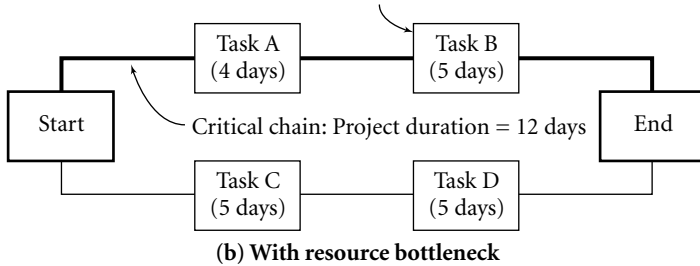 Task A
(4 days)
Task B
(5 days)
Start
Critical chain: Project duration = 12 days
End
Task C
(5 days)
Task D
(5 days)
(b) With resource bottleneck